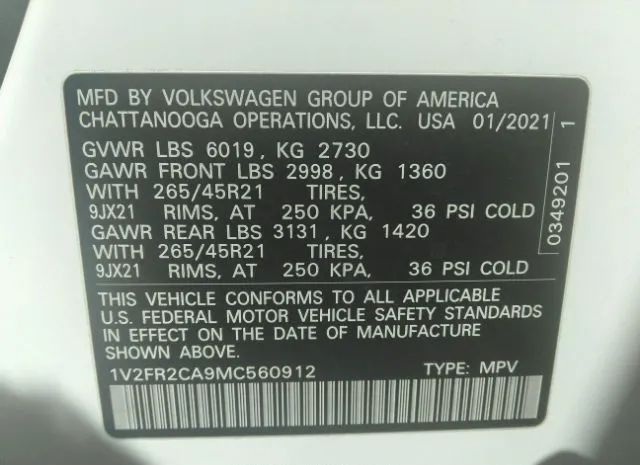 MFD BY VOLKSWAGEN GROUP OF AMERICA
CHATTANOOGA OPERATIONS, LLC. USA 01/2021
GVWR LBS 6019, KG 2730
GAWR FRONT LBS 2998, KG 1360
WITH 265/45R21 TIRES,
9JX21 RIMS, AT 250 KPA, 36 PSI COLD
GAWR REAR LBS 3131, KG 1420
WITH 265/45R21 TIRES,
9JX21 RIMS, AT 250 KPA, 36 PSI COLD
THIS VEHICLE CONFORMS TO ALL APPLICABLE
U.S. FEDERAL MOTOR VEHICLE SAFETY STANDARDS
IN EFFECT ON THE DATE OF MANUFACTURE
SHOWN ABOVE.
1V2FR2CA9MC560912 TYPE: MPV
0349201 1